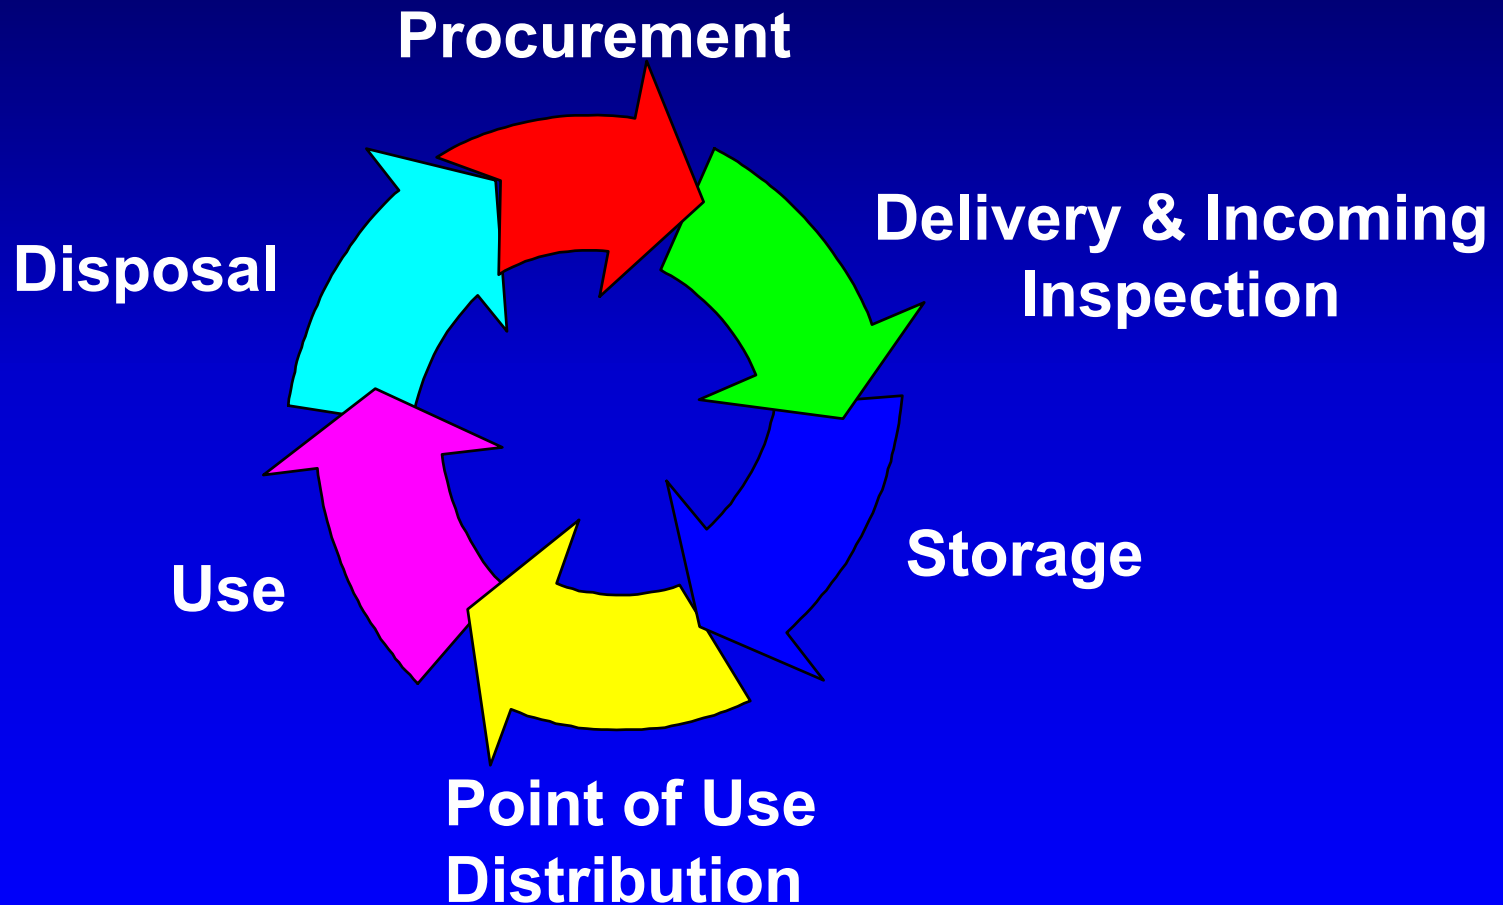 Procurement
Delivery & Incoming
Inspection
Storage
Point of Use
Distribution
Use
Disposal